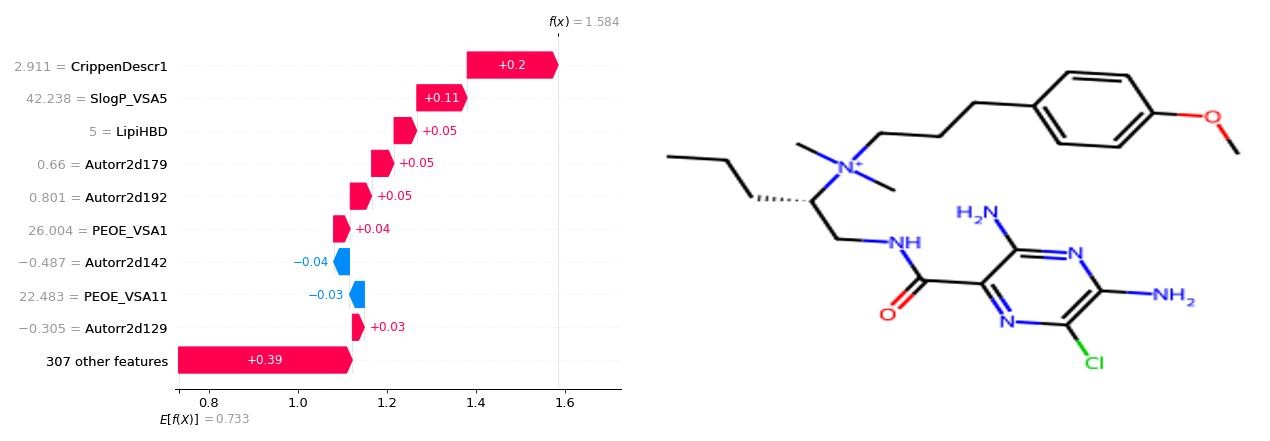 f(x) = 1.584
2.911 = CrippenDescr1
+0.2
42.238 = SlogP_VSA5
+0.11
5 = LipiHBD
+0.05
0.66 = Autorr2d179
+0.05
0.801 = Autorr2d192
+0.05
26.004 = PEOE_VSA1
+0.04
−0.487 = Autorr2d142
−0.04
22.483 = PEOE_VSA11
−0.03
−0.305 = Autorr2d129
+0.03
307 other features
+0.39
0.8 1.0 1.2 1.4 1.6
E[f(X)] = 0.733
O
N+
H2N
NH
N
NH2
O
N
Cl